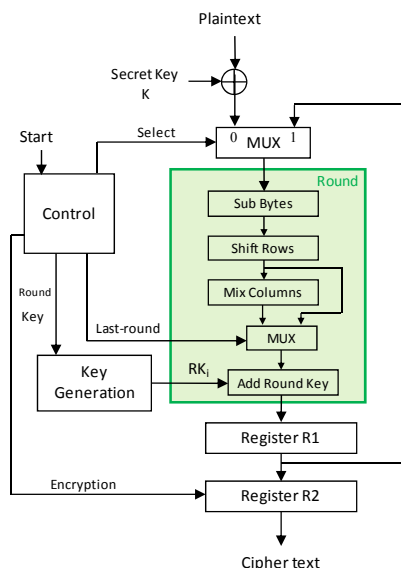 Plaintext
Secret Key
K
Start
Select
0 MUX 1
Round
Control
Sub Bytes
Shift Rows
Round
Key
Mix Columns
Last-round
MUX
Key
Generation
RKi
Add Round Key
Register R1
Encryption
Register R2
Cipher text